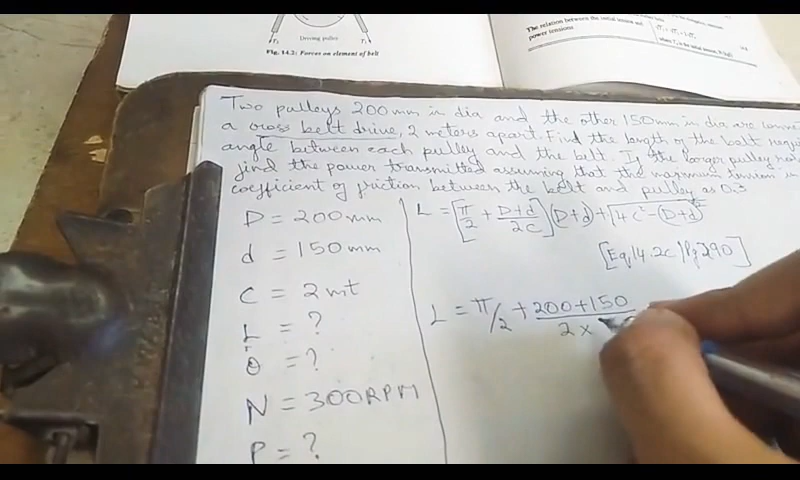 Driving pulley
Fig. 14.2: Forces on element of belt
The relation between the initial tension and
power tensions
Two pulleys 200mm in dia and the other 150mm in dia are
a cross belt drive, 2 meters apart. Find the length of the belt
angle between each pulley and the belt. If the larger pulley
find the power transmitted assuming that the maximum tension in
coefficient of friction between the belt and pulley as 0.3
D = 200mm
d = 150mm
C = 2mt
L = ?
θ = ?
N = 300RPM
P = ?
L = [π/2 + D+d/2C](D+d)+√4C²-(D+d)²
[Eq 14.2c/Pg 290]
L = π/2 + 200+150
2 x